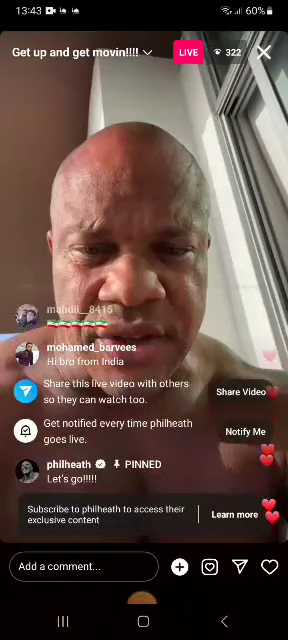 13:43
60%
Get up and get movin!!!!
LIVE
322
mahdii__8415
🇮🇷🇮🇷🇮🇷🇮🇷🇮🇷
mohamed_barvees
Hi bro from India
Share this live video with others
so they can watch too.
Share Video
Get notified every time philheath
goes live.
Notify Me
philheath PINNED
Let's go!!!!!
Subscribe to philheath to access their
exclusive content
Learn more
Add a comment...